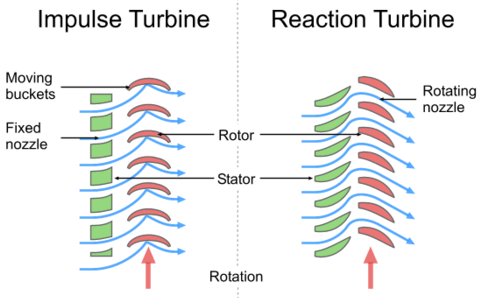 Impulse Turbine
Reaction Turbine
Moving
buckets
Fixed
nozzle
Rotor
Stator
Rotation
Rotating
nozzle